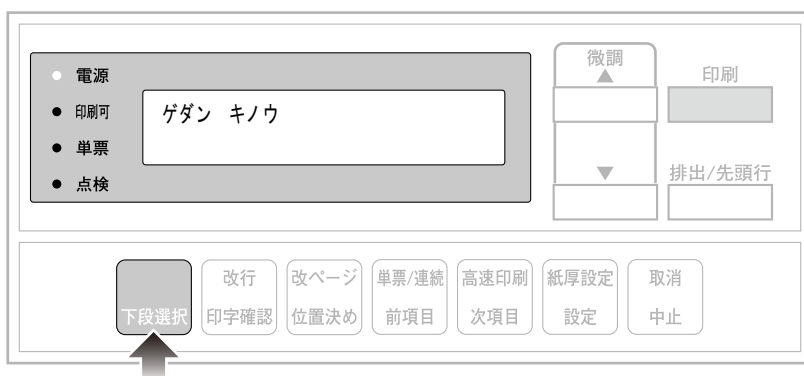 電源
印刷可
単票
点検
ゲダン キノウ
微調
▲
▼
印刷
排出/先頭行
下段選択
改行
印字確認
改ページ
位置決め
単票/連続
前項目
高速印刷
次項目
紙厚設定
設定
取消
中止